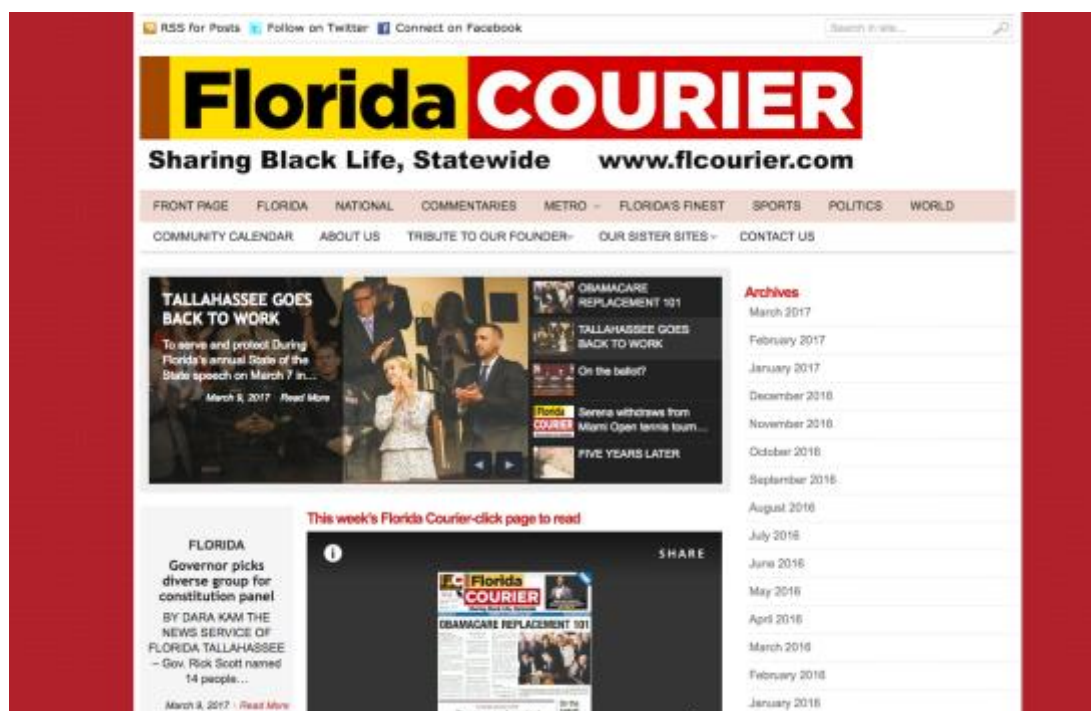 RSS for Posts Follow on Twitter Connect on Facebook
Search in site...
Florida COURIER
Sharing Black Life, Statewide www.flcourier.com
FRONT PAGE FLORIDA NATIONAL COMMENTARIES METRO FLORIDA'S FINEST SPORTS POLITICS WORLD
COMMUNITY CALENDAR ABOUT US TRIBUTE TO OUR FOUNDER OUR SISTER SITES CONTACT US
TALLAHASSEE GOES
BACK TO WORK
To serve and protect During
Florida's annual State of the
State speech on March 7 in...
March 9, 2017 Read More
OBAMACARE
REPLACEMENT 101
TALLAHASSEE GOES
BACK TO WORK
On the ballot?
Florida
COURIER
Serena withdraws from
Miami Open tennis tourn...
FIVE YEARS LATER
Archives
March 2017
February 2017
January 2017
December 2016
November 2016
October 2016
September 2016
August 2016
July 2016
June 2016
May 2016
April 2016
March 2016
February 2016
January 2016
FLORIDA
Governor picks
diverse group for
constitution panel
BY DARA KAM THE
NEWS SERVICE OF
FLORIDA TALLAHASSEE
– Gov. Rick Scott named
14 people…
March 9, 2017 · Read More
This week's Florida Courier-click page to read
SHARE
Florida
COURIER
Sharing Black Life, Statewide
OBAMACARE REPLACEMENT 101
On the